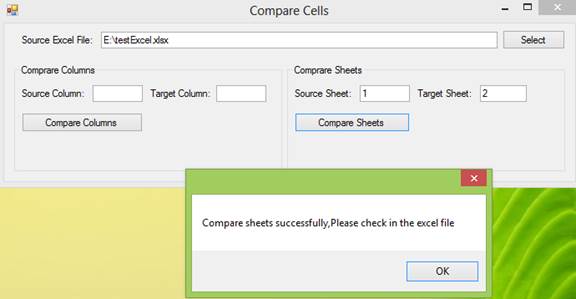 Compare Cells
Source Excel File: E:\testExcel.xlsx Select
Comprare Columns
Source Column: Target Column:
Compare Columns
Comprare Sheets
Source Sheet: 1 Target Sheet: 2
Compare Sheets
Compare sheets successfully,Please check in the excel file
OK